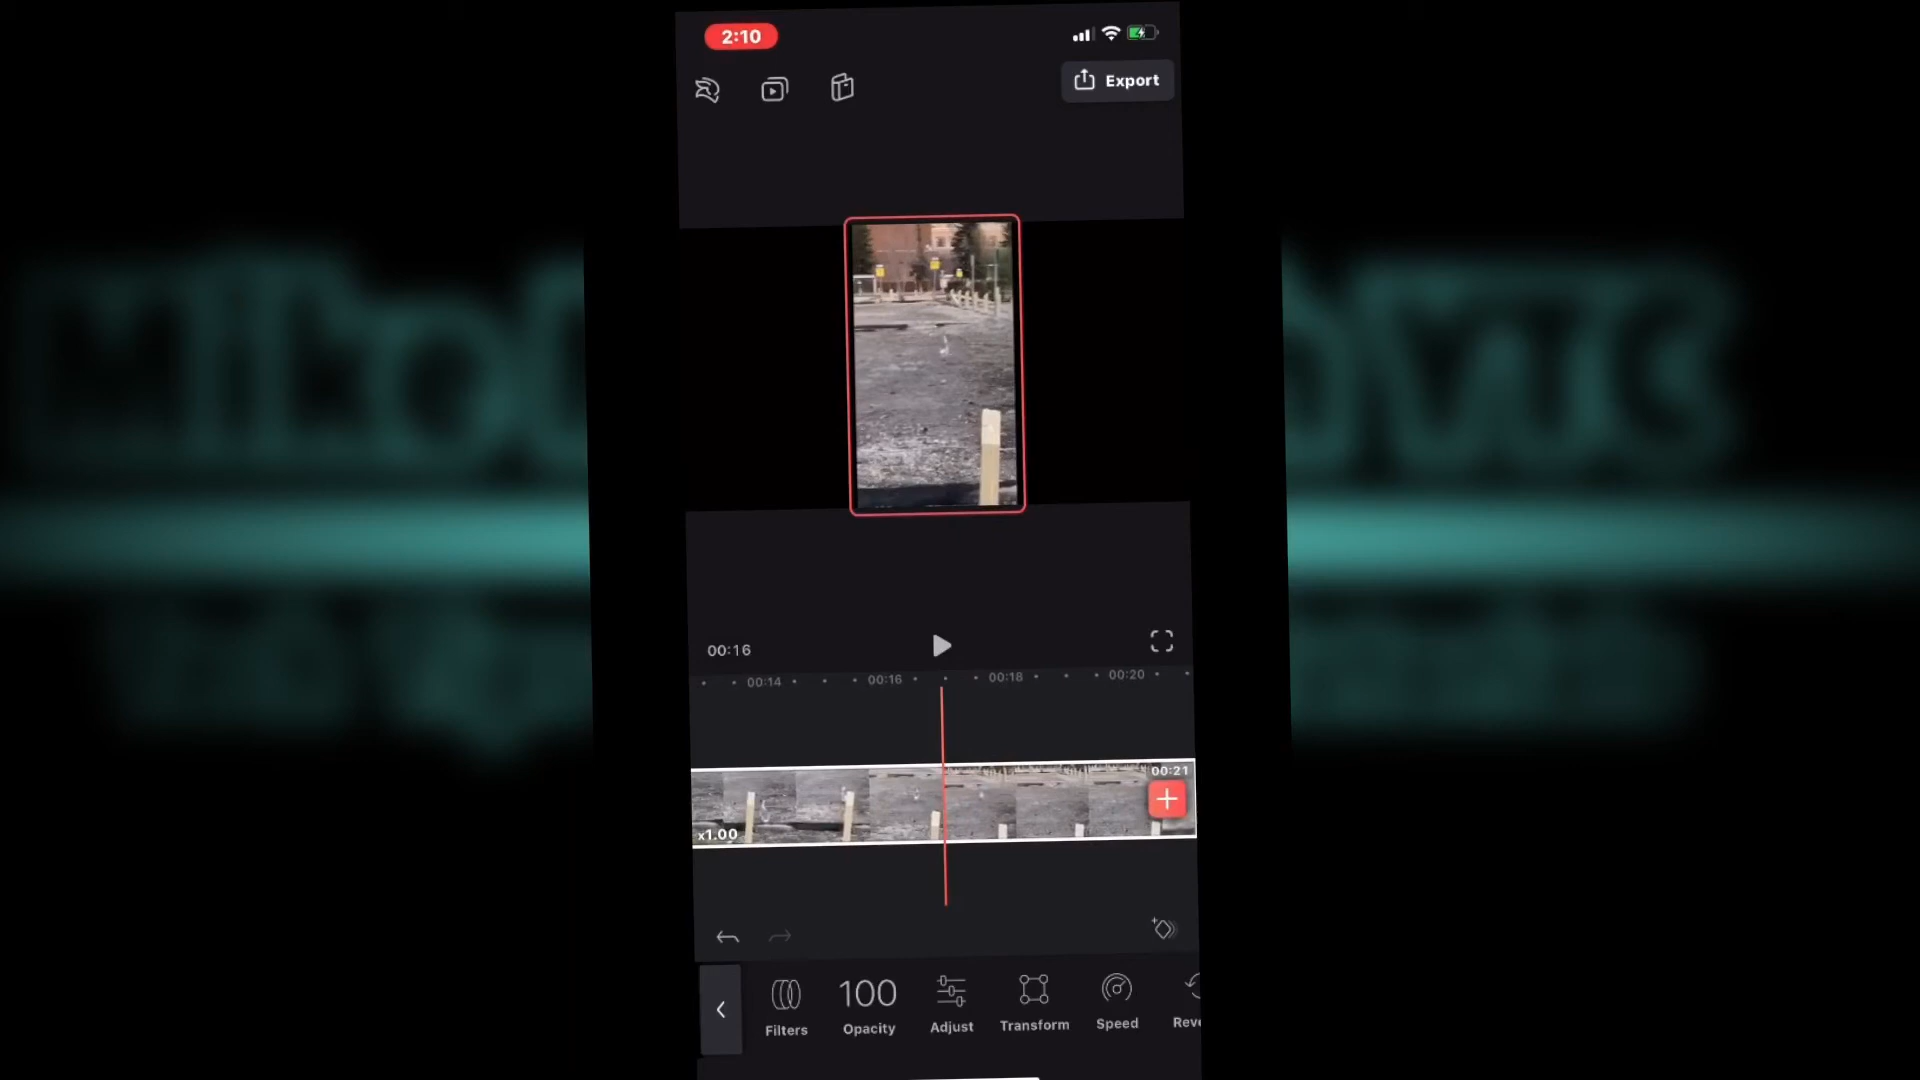 2:10
Export
00:16
00:14 00:16 00:18 00:20
00:21
x1.00
100
Filters Opacity Adjust Transform Speed Reve